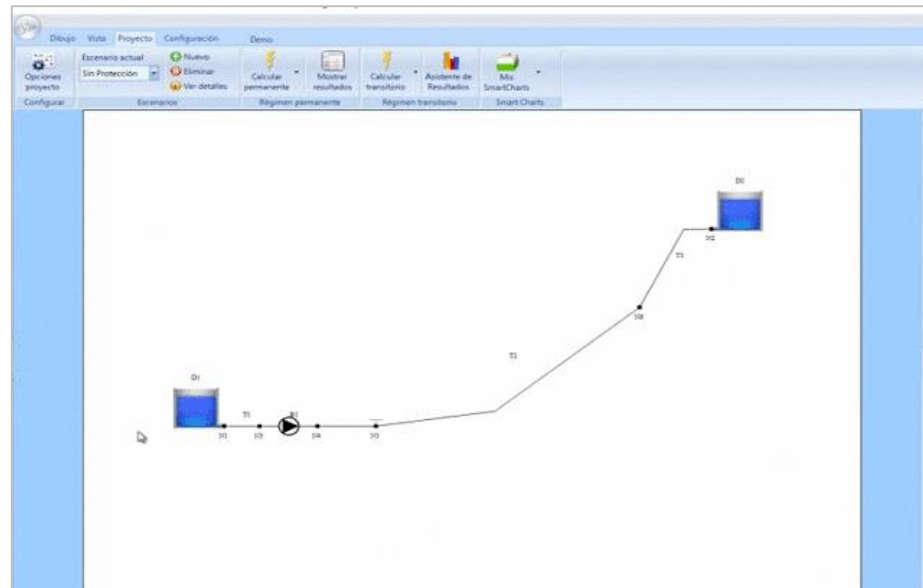 Dibujo Vista Proyecto Configuración Demo
Opciones proyecto
Escenario actual
Sin Protección
Nuevo
Eliminar
Ver detalles
Calcular permanente
Mostrar resultados
Calcular transitorio
Asistente de Resultados
Mis SmartCharts
Configurar Escenarios Régimen permanente Régimen transitorio Smart Charts
T3
T2
D1
T1